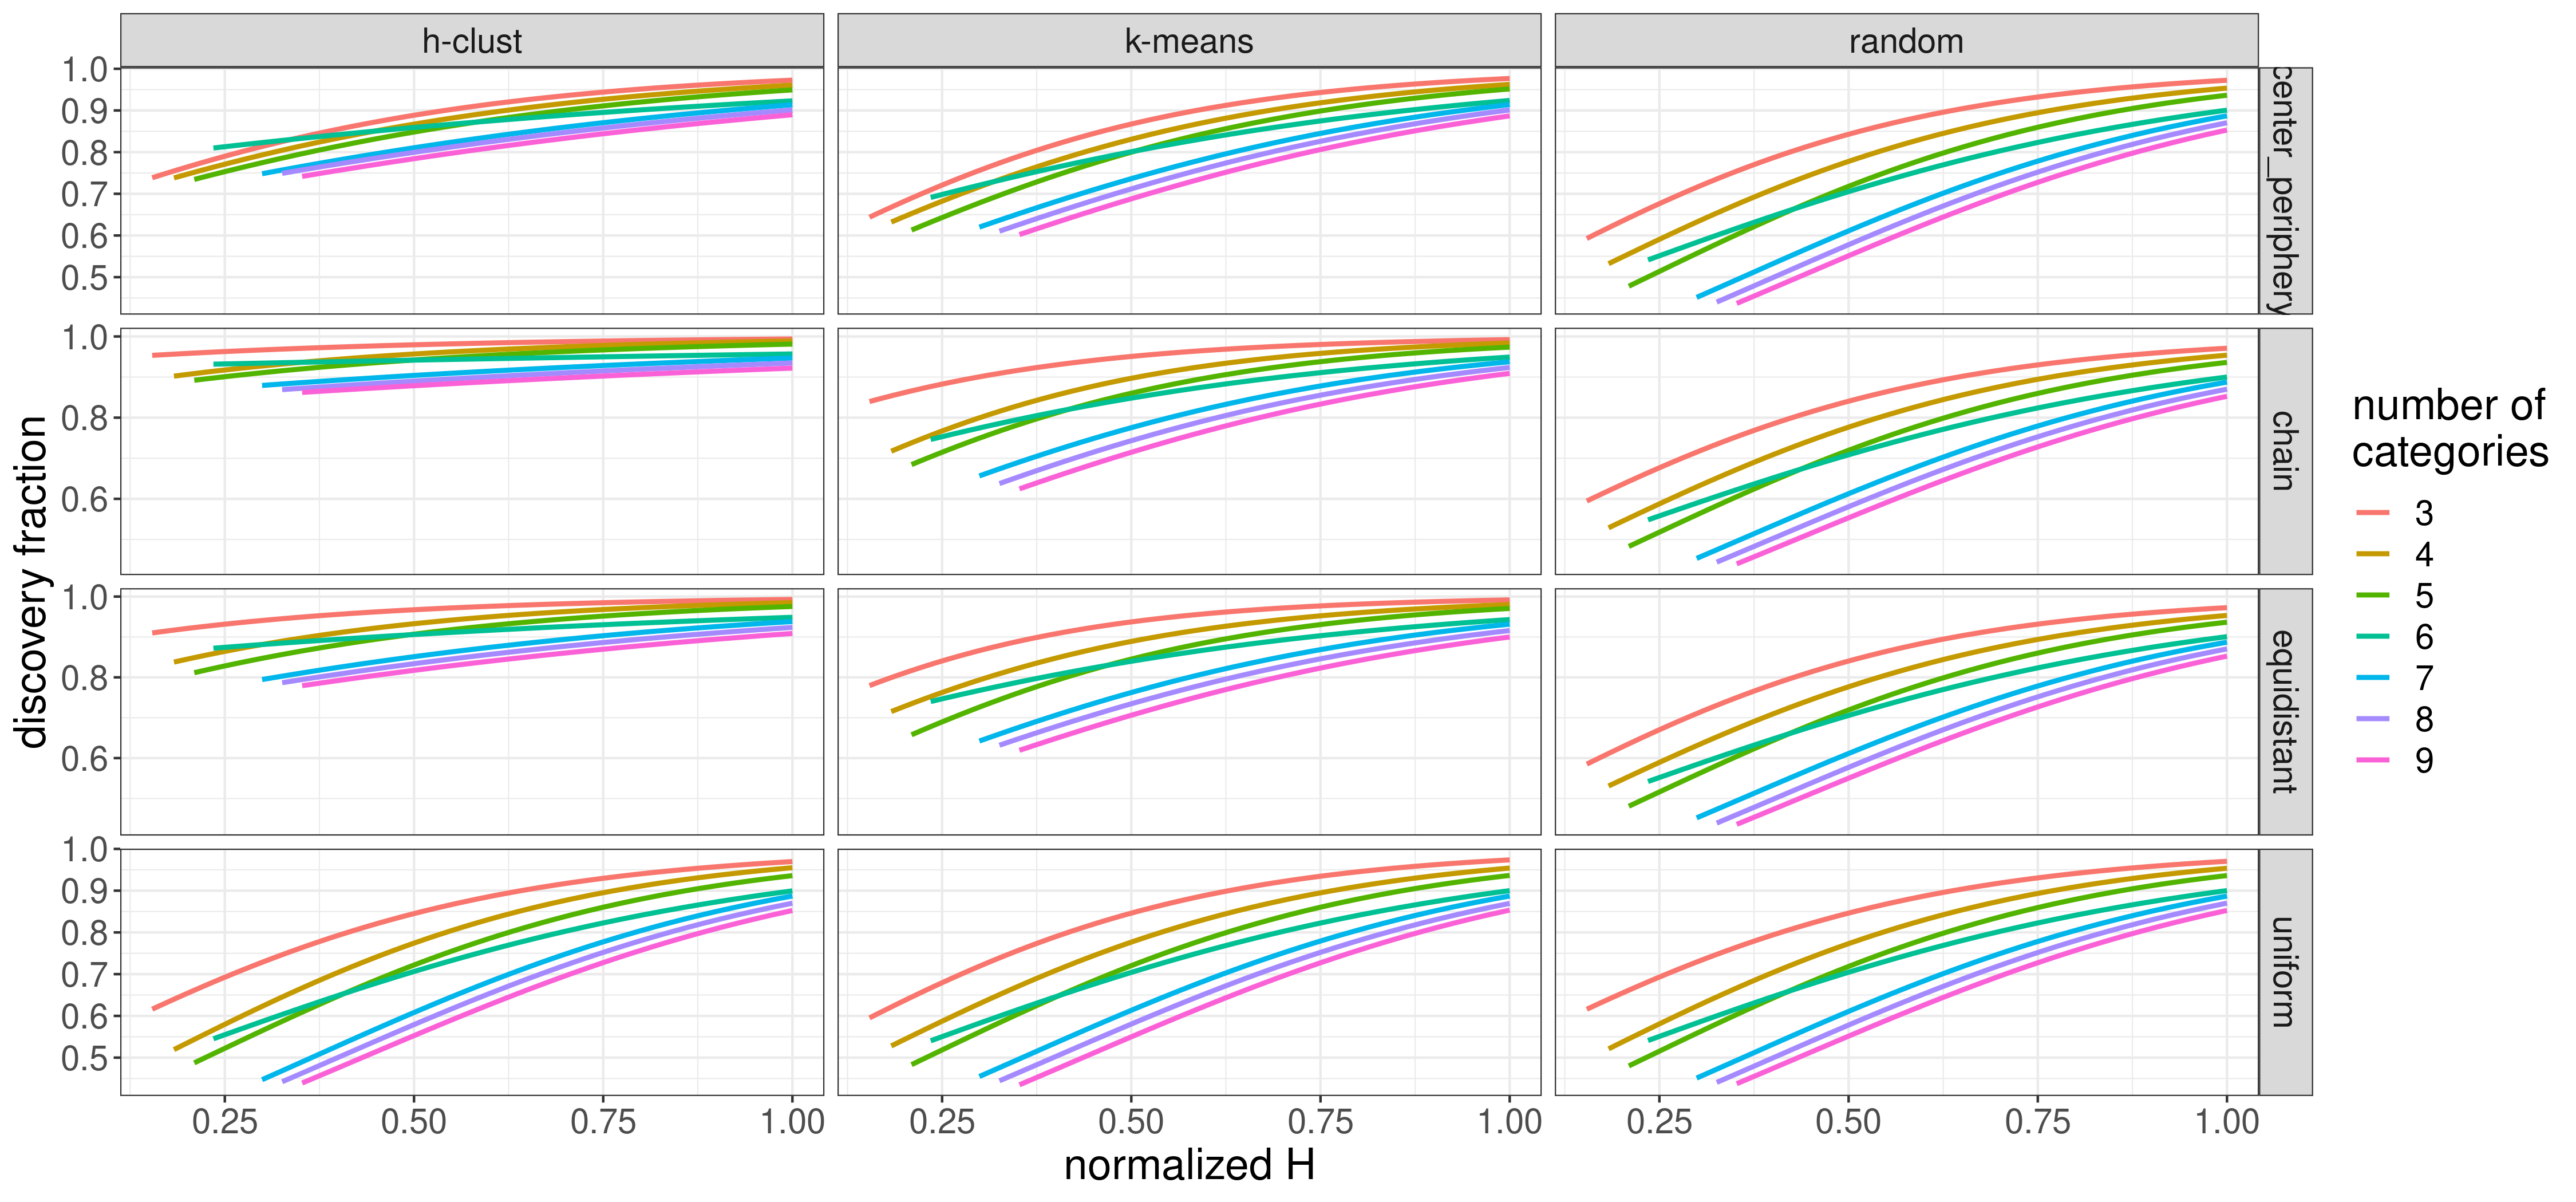 h-clust
k-means
random
1.0
0.9
0.8
0.7
0.6
0.5
center_periphery
1.0
0.8
0.6
chain
1.0
0.8
0.6
equidistant
1.0
0.9
0.8
0.7
0.6
0.5
uniform
0.25 0.50 0.75 1.00
0.25 0.50 0.75 1.00
0.25 0.50 0.75 1.00
normalized H
discovery fraction
number of
categories
3
4
5
6
7
8
9